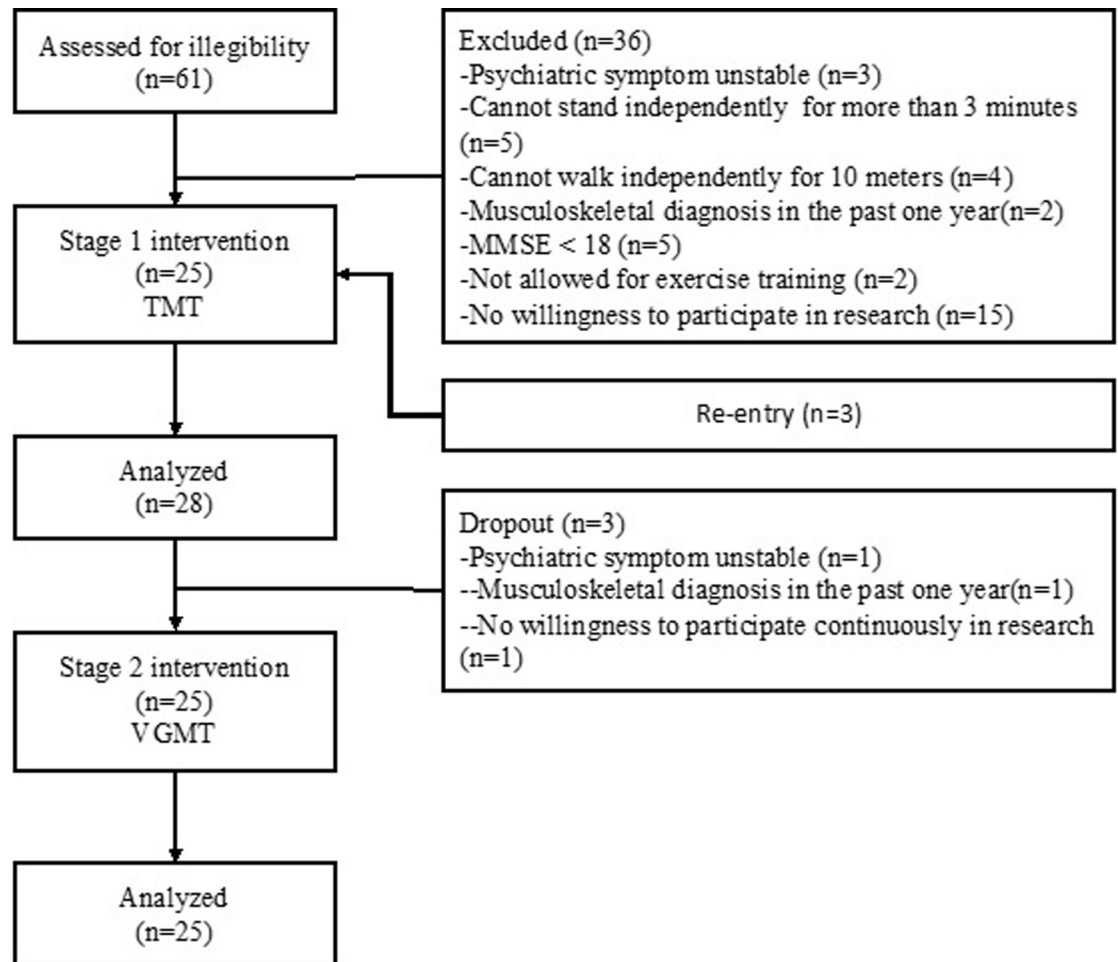 Assessed for illegibility
(n=61)
Excluded (n=36)
-Psychiatric symptom unstable (n=3)
-Cannot stand independently for more than 3 minutes
(n=5)
-Cannot walk independently for 10 meters (n=4)
-Musculoskeletal diagnosis in the past one year(n=2)
-MMSE < 18 (n=5)
-Not allowed for exercise training (n=2)
-No willingness to participate in research (n=15)
Stage 1 intervention
(n=25)
TMT
Re-entry (n=3)
Analyzed
(n=28)
Dropout (n=3)
-Psychiatric symptom unstable (n=1)
--Musculoskeletal diagnosis in the past one year(n=1)
--No willingness to participate continuously in research
(n=1)
Stage 2 intervention
(n=25)
VGMT
Analyzed
(n=25)